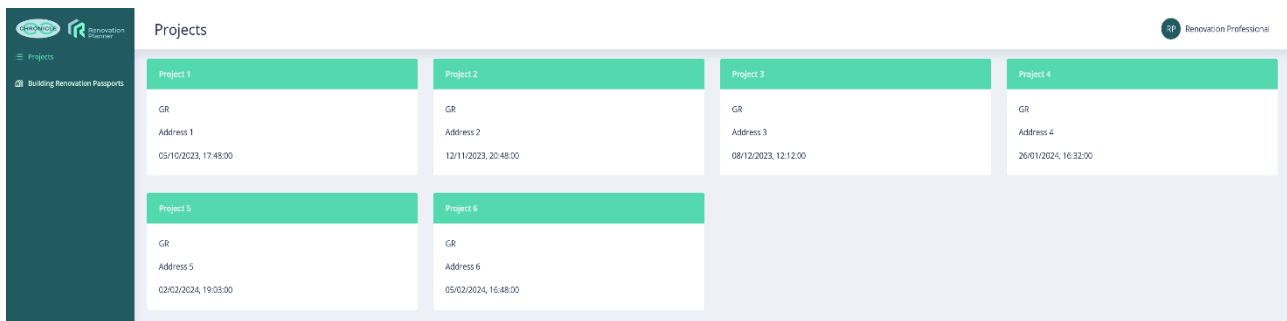 CHRONICLE
Renovation
Planner
Projects
RP
Renovation Professional
Projects
Building Renovation Passports
Project 1
GR
Address 1
05/10/2023, 17:48:00
Project 2
GR
Address 2
12/11/2023, 20:48:00
Project 3
GR
Address 3
08/12/2023, 12:12:00
Project 4
GR
Address 4
26/01/2024, 16:32:00
Project 5
GR
Address 5
02/02/2024, 19:03:00
Project 6
GR
Address 6
05/02/2024, 16:48:00